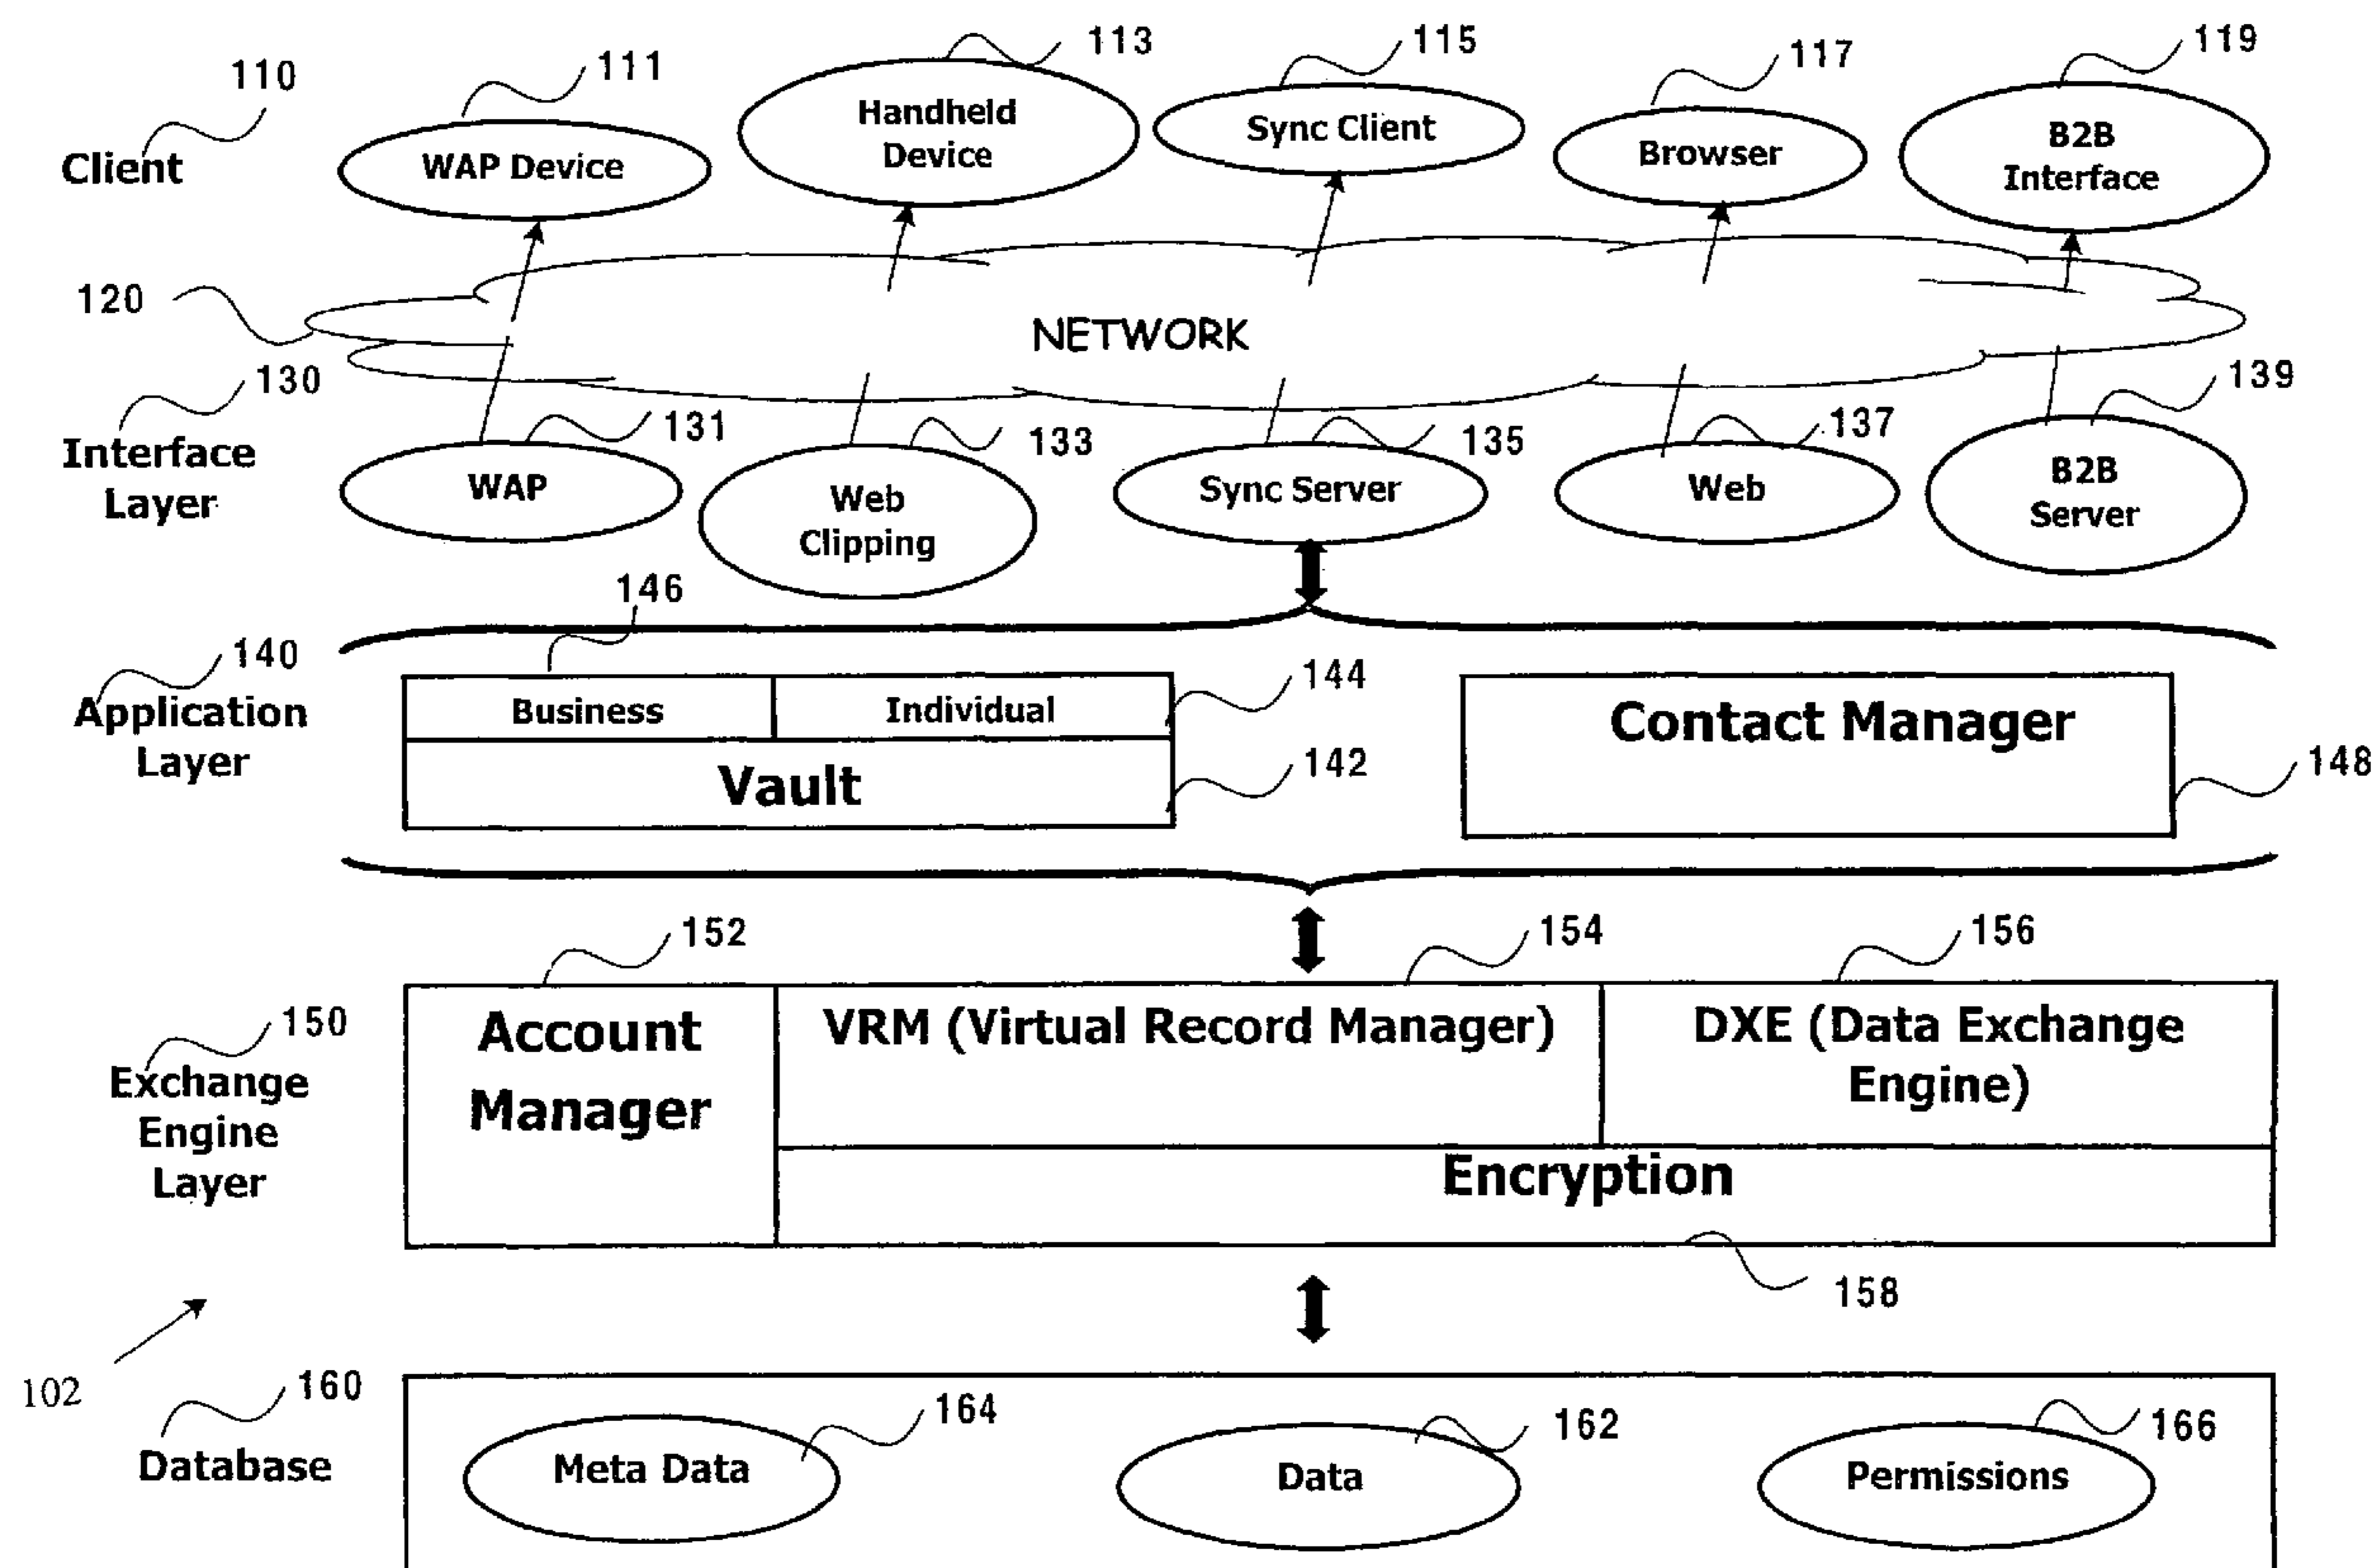 110
111
113
115
117
119
Client
WAP Device
Handheld
Device
Sync Client
Browser
B2B
Interface
120
NETWORK
130
131
133
135
137
139
Interface
Layer
WAP
Web
Clipping
Sync Server
Web
B2B
Server
146
140
144
Application
Layer
Business
Individual
Vault
142
Contact Manager
148
152
154
156
150
Exchange
Engine
Layer
Account
Manager
VRM (Virtual Record Manager)
DXE (Data Exchange
Engine)
Encryption
158
102
160
164
162
166
Database
Meta Data
Data
Permissions